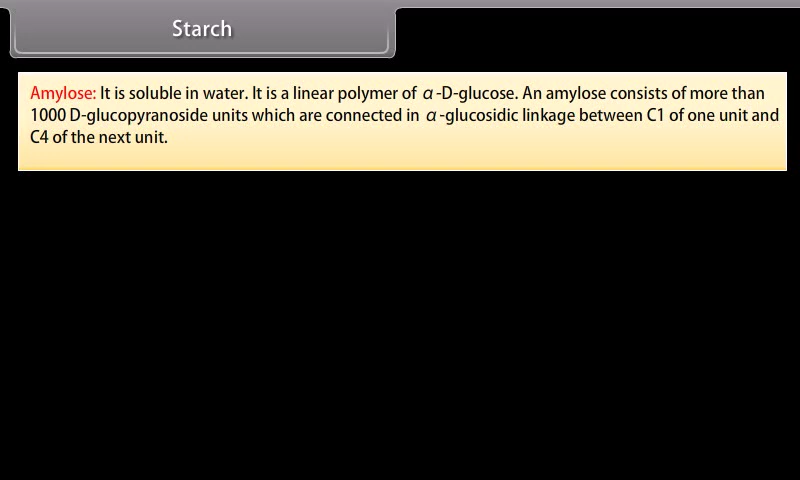 Starch
Amylose: It is soluble in water. It is a linear polymer of α-D-glucose. An amylose consists of more than
1000 D-glucopyranoside units which are connected in α-glucosidic linkage between C1 of one unit and
C4 of the next unit.